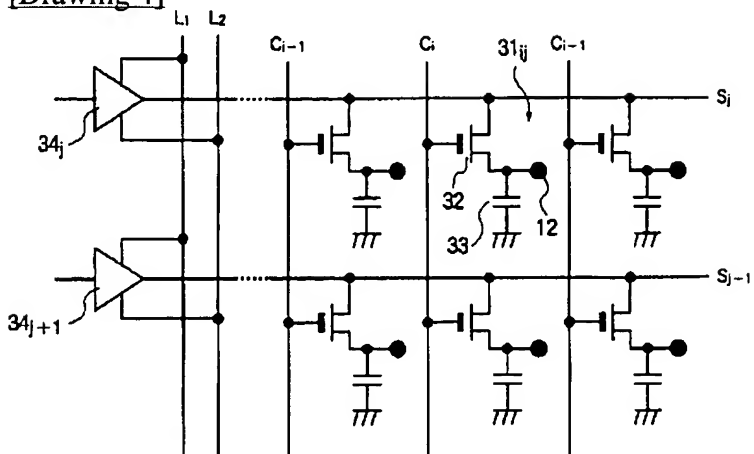 [Drawing 4]
L₁ L₂
Cᵢ₋₁ Cᵢ Cᵢ₋₁
31ᵢⱼ
Sⱼ
34ⱼ
32
33 12
Sⱼ₋₁
34ⱼ₊₁